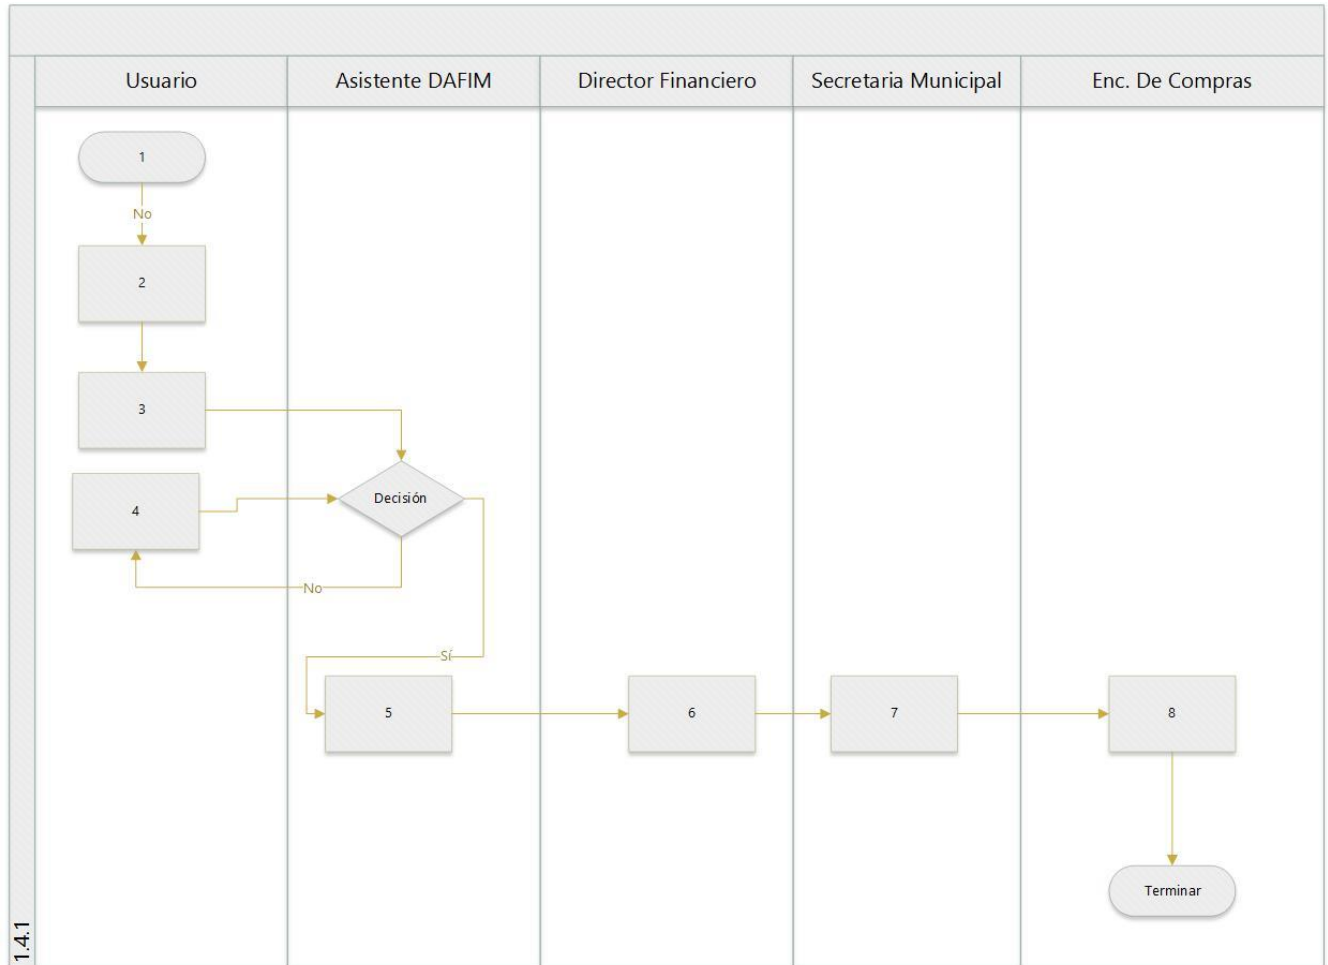 Usuario
Asistente DAFIM
Director Financiero
Secretaria Municipal
Enc. De Compras
1
No
2
3
Decisión
4
No
Sí
5
6
7
8
Terminar
1.4.1